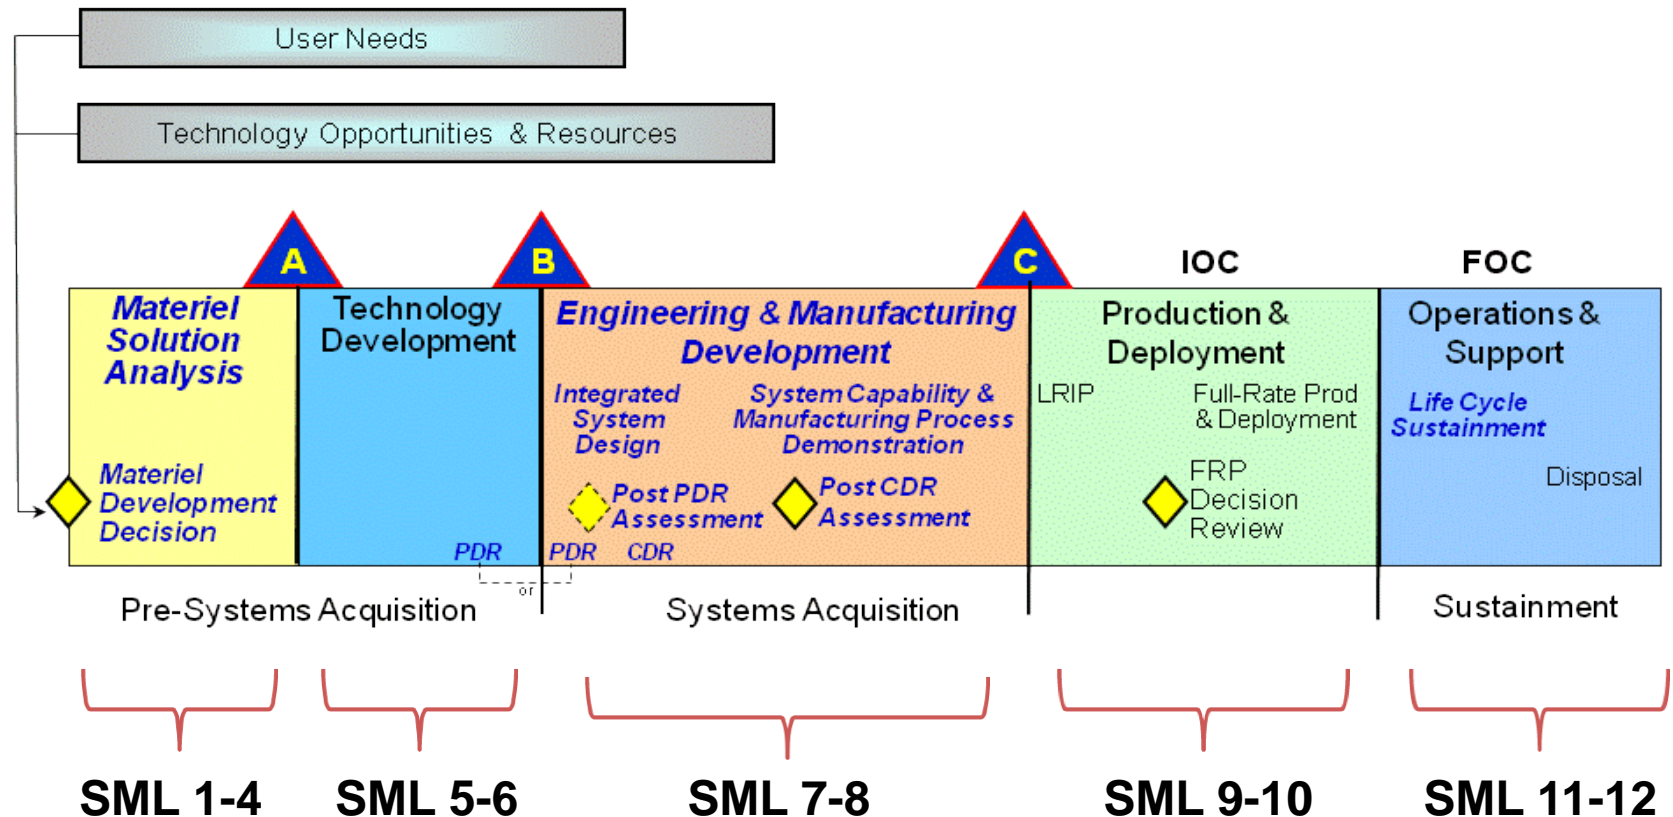 User Needs
Technology Opportunities & Resources
A
B
C
IOC
FOC
Materiel
Solution
Analysis
Materiel
Development
Decision
Technology
Development
PDR
Engineering & Manufacturing
Development
Integrated
System
Design
System Capability &
Manufacturing Process
Demonstration
Post PDR
Assessment
Post CDR
Assessment
PDR
CDR
or
Production &
Deployment
LRIP
Full-Rate Prod
& Deployment
FRP
Decision
Review
Operations &
Support
Life Cycle
Sustainment
Disposal
Pre-Systems Acquisition
Systems Acquisition
Sustainment
SML 1-4
SML 5-6
SML 7-8
SML 9-10
SML 11-12